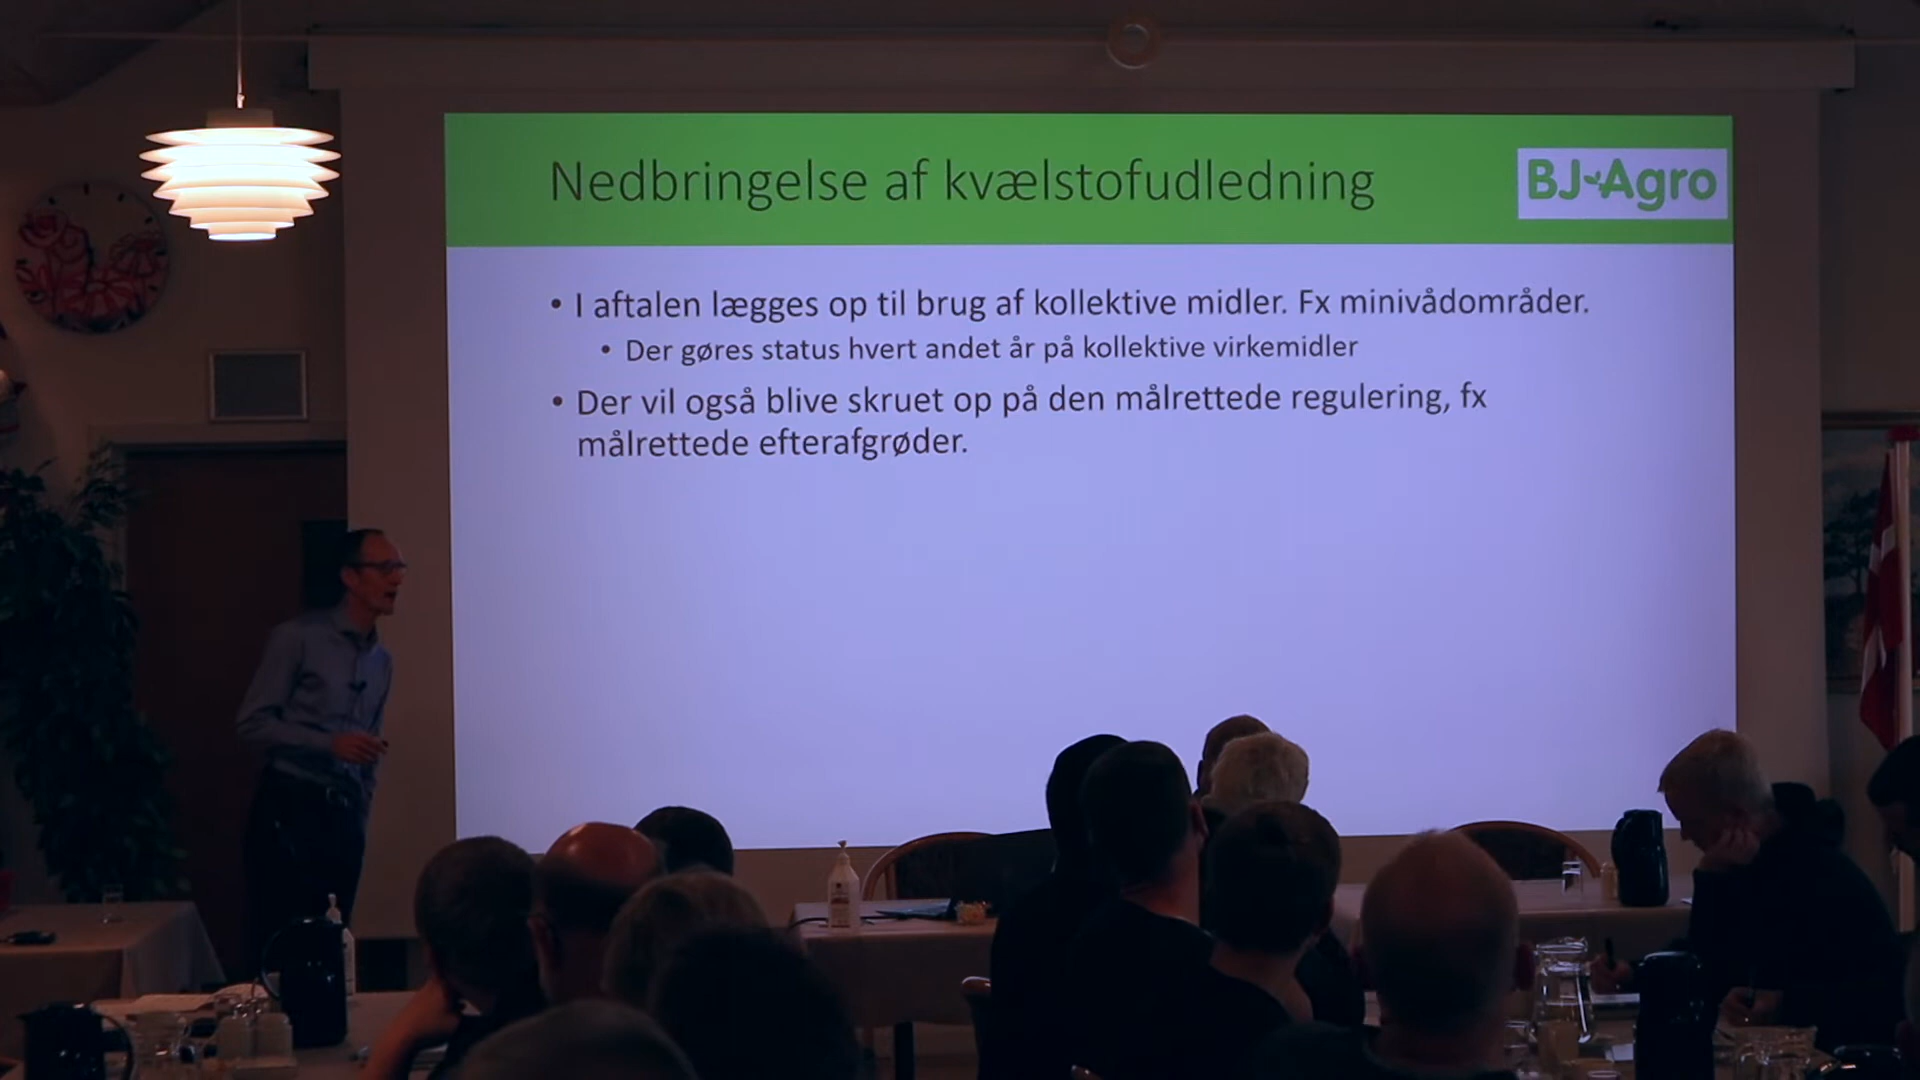 Nedbringelse af kvælstofudledning
BJ-Agro
• I aftalen lægges op til brug af kollektive midler. Fx minivådområder.
• Der gøres status hvert andet år på kollektive virkemidler
• Der vil også blive skruet op på den målrettede regulering, fx
målrettede efterafgrøder.